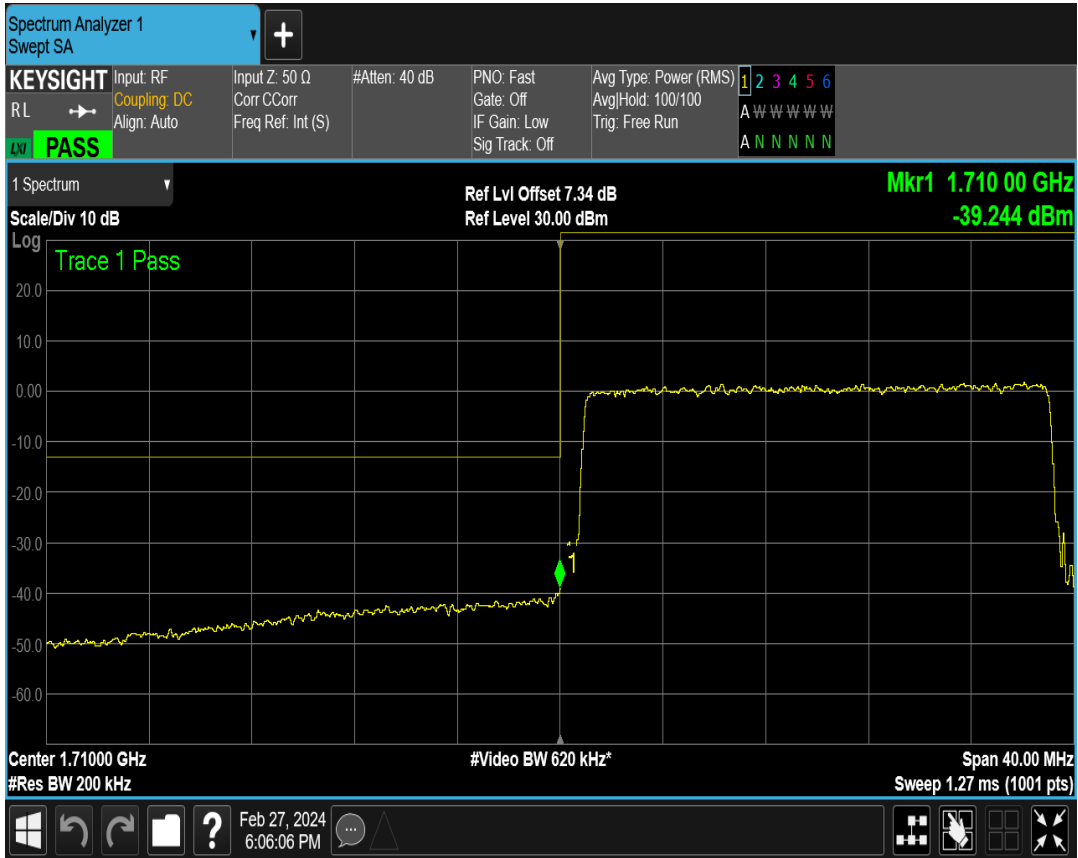 Spectrum Analyzer 1
Swept SA
+
KEYSIGHT
RL
LXI PASS
Input: RF
Coupling: DC
Align: Auto
Input Z: 50 Ω
Corr CCorr
Freq Ref: Int (S)
#Atten: 40 dB
PNO: Fast
Gate: Off
IF Gain: Low
Sig Track: Off
Avg Type: Power (RMS)
Avg|Hold: 100/100
Trig: Free Run
1 2 3 4 5 6
A W W W W W
A N N N N N
1 Spectrum
Scale/Div 10 dB
Ref Lvl Offset 7.34 dB
Ref Level 30.00 dBm
Mkr1 1.710 00 GHz
-39.244 dBm
Log
Trace 1 Pass
20.0
10.0
0.00
-10.0
-20.0
-30.0
1
-40.0
-50.0
-60.0
Center 1.71000 GHz
#Video BW 620 kHz*
Span 40.00 MHz
#Res BW 200 kHz
Sweep 1.27 ms (1001 pts)
?
Feb 27, 2024
6:06:06 PM